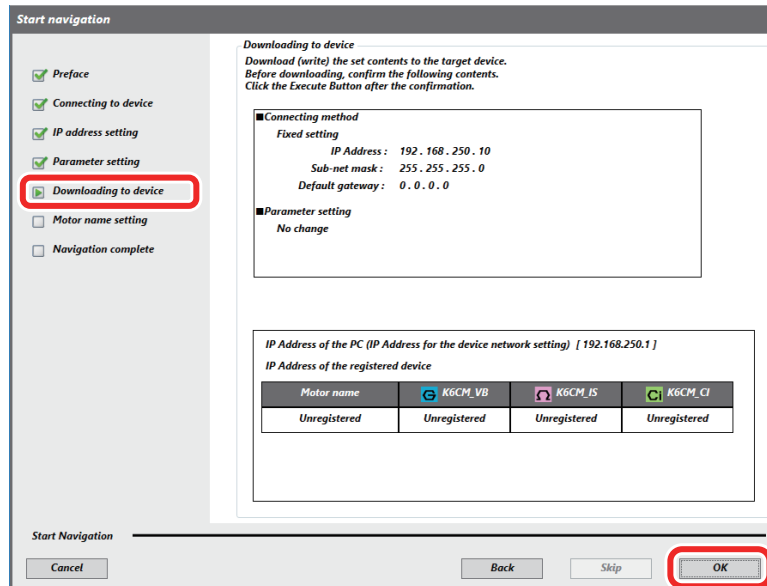 Start navigation
Preface
Connecting to device
IP address setting
Parameter setting
Downloading to device
Motor name setting
Navigation complete
Downloading to device
Download (write) the set contents to the target device.
Before downloading, confirm the following contents.
Click the Execute Button after the confirmation.
■Connecting method
Fixed setting
IP Address : 192 . 168 . 250 . 10
Sub-net mask : 255 . 255 . 255 . 0
Default gateway : 0 . 0 . 0 . 0
■Parameter setting
No change
IP Address of the PC (IP Address for the device network setting) [ 192.168.250.1 ]
IP Address of the registered device
Motor name K6CM_VB Ω K6CM_IS Ci K6CM_CI
Unregistered Unregistered Unregistered Unregistered
Start Navigation
Cancel Back Skip OK